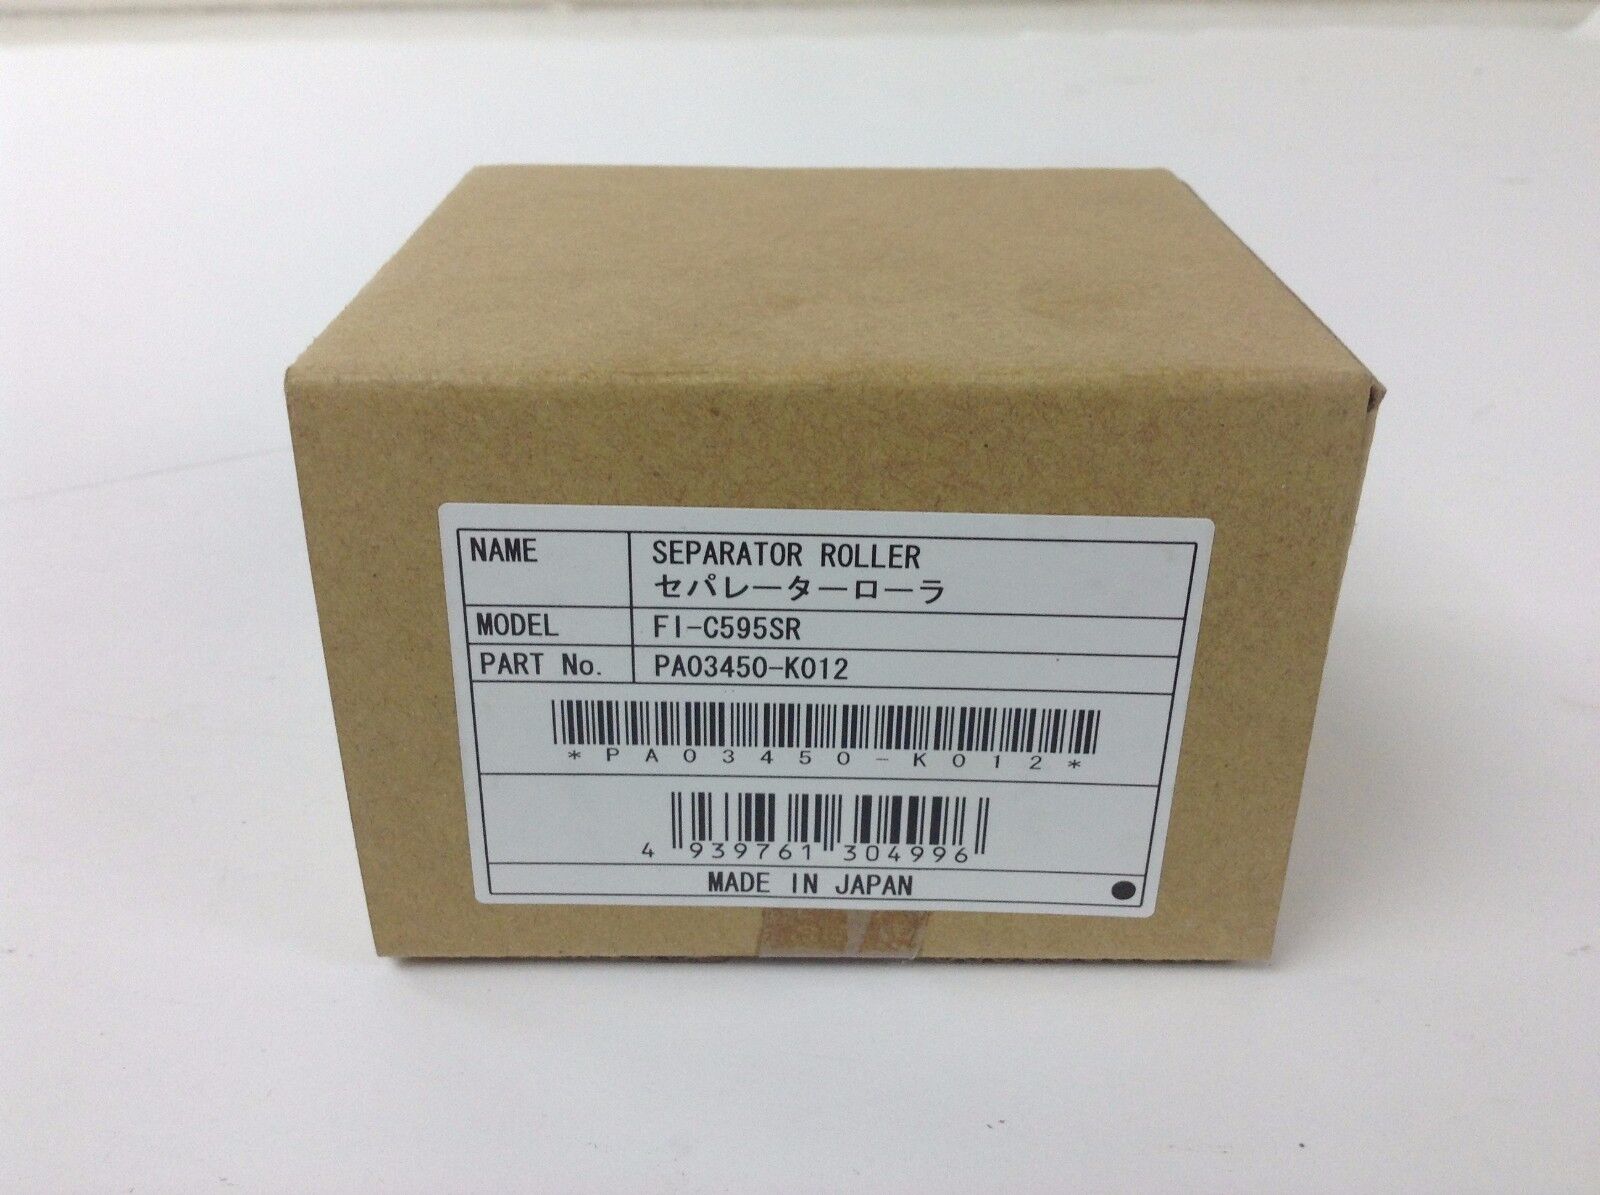 NAME SEPARATOR ROLLER
セパレーターローラ
MODEL FI-C595SR
PART No. PA03450-K012
*PA03450-K012*
4 939761 304996
MADE IN JAPAN